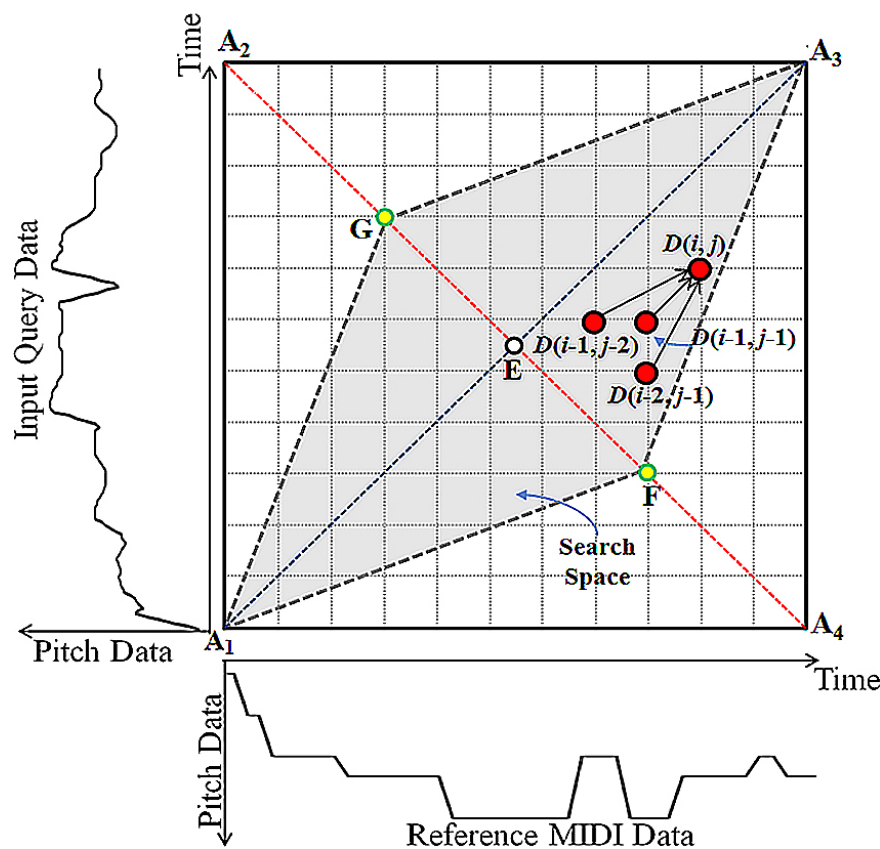 A2
A3
Time
G
D(i, j)
Input Query Data
D(i-1, j-2)
D(i-1, j-1)
E
D(i-2, j-1)
F
Search
Space
A1
A4
Pitch Data
Time
Pitch Data
Reference MIDI Data